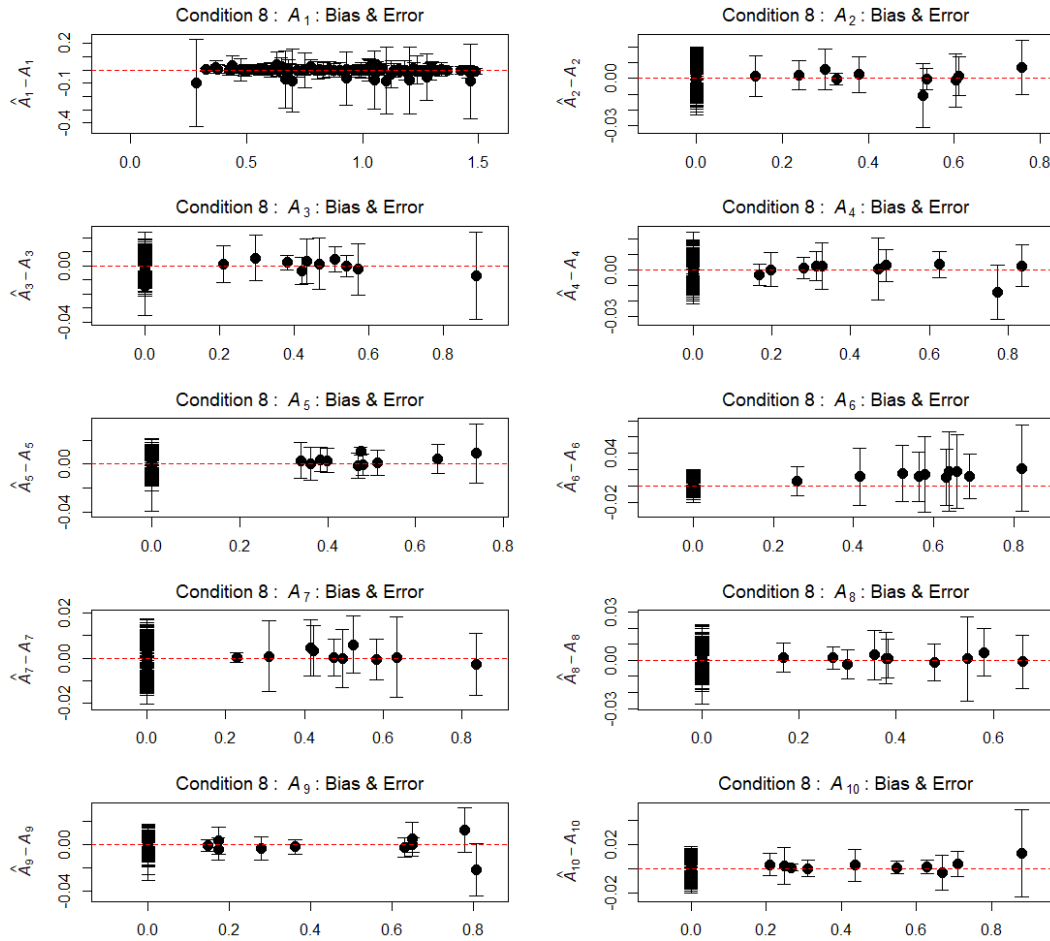 Condition 8 : A1 : Bias & Error
Â1 − A1
0.2
-0.1
-0.4
0.0 0.5 1.0 1.5
Condition 8 : A2 : Bias & Error
Â2 − A2
0.00
-0.03
0.0 0.2 0.4 0.6 0.8
Condition 8 : A3 : Bias & Error
Â3 − A3
0.00
-0.04
0.0 0.2 0.4 0.6 0.8
Condition 8 : A4 : Bias & Error
Â4 − A4
0.00
-0.03
0.0 0.2 0.4 0.6 0.8
Condition 8 : A5 : Bias & Error
Â5 − A5
0.00
-0.04
0.0 0.2 0.4 0.6 0.8
Condition 8 : A6 : Bias & Error
Â6 − A6
0.04
-0.02
0.0 0.2 0.4 0.6 0.8
Condition 8 : A7 : Bias & Error
Â7 − A7
0.02
0.00
-0.02
0.0 0.2 0.4 0.6 0.8
Condition 8 : A8 : Bias & Error
Â8 − A8
0.03
0.00
-0.03
0.0 0.2 0.4 0.6
Condition 8 : A9 : Bias & Error
Â9 − A9
0.00
-0.04
0.0 0.2 0.4 0.6 0.8
Condition 8 : A10 : Bias & Error
Â10 − A10
0.02
-0.02
0.0 0.2 0.4 0.6 0.8